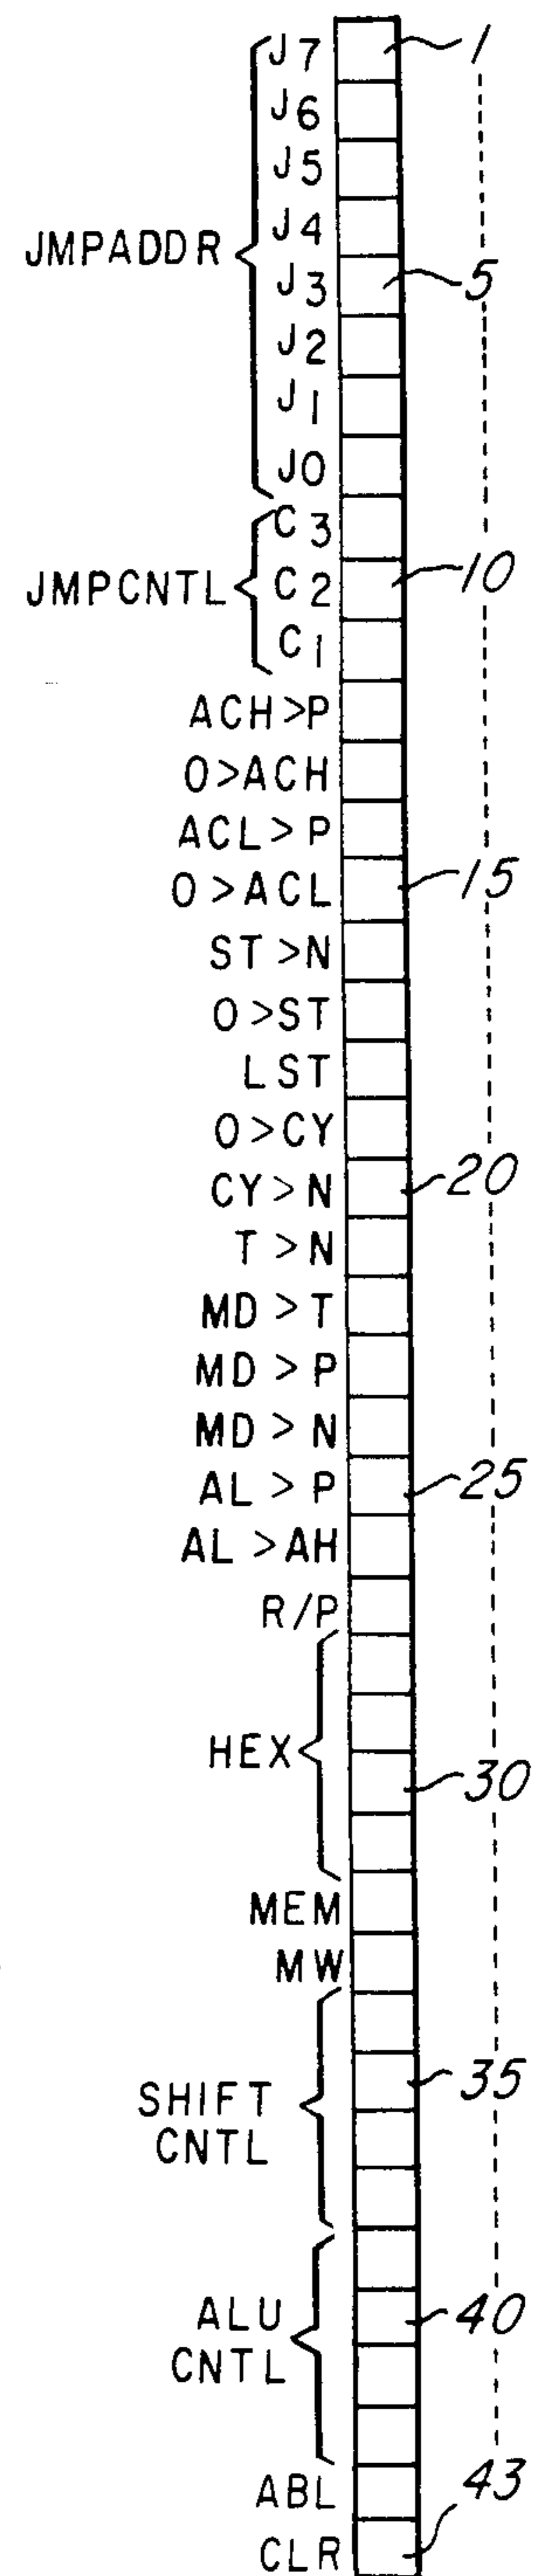 J7 1
J6
J5
J4
JMPADDR
J3 5
J2
J1
J0
C3
JMPCNTL C2 10
C1
ACH>P
0>ACH
ACL>P
0>ACL 15
ST>N
0>ST
LST
0>CY
CY>N 20
T>N
MD>T
MD>P
MD>N
AL>P 25
AL>AH
R/P
HEX
30
MEM
MW
35
SHIFT
CNTL
ALU 40
CNTL
ABL 43
CLR